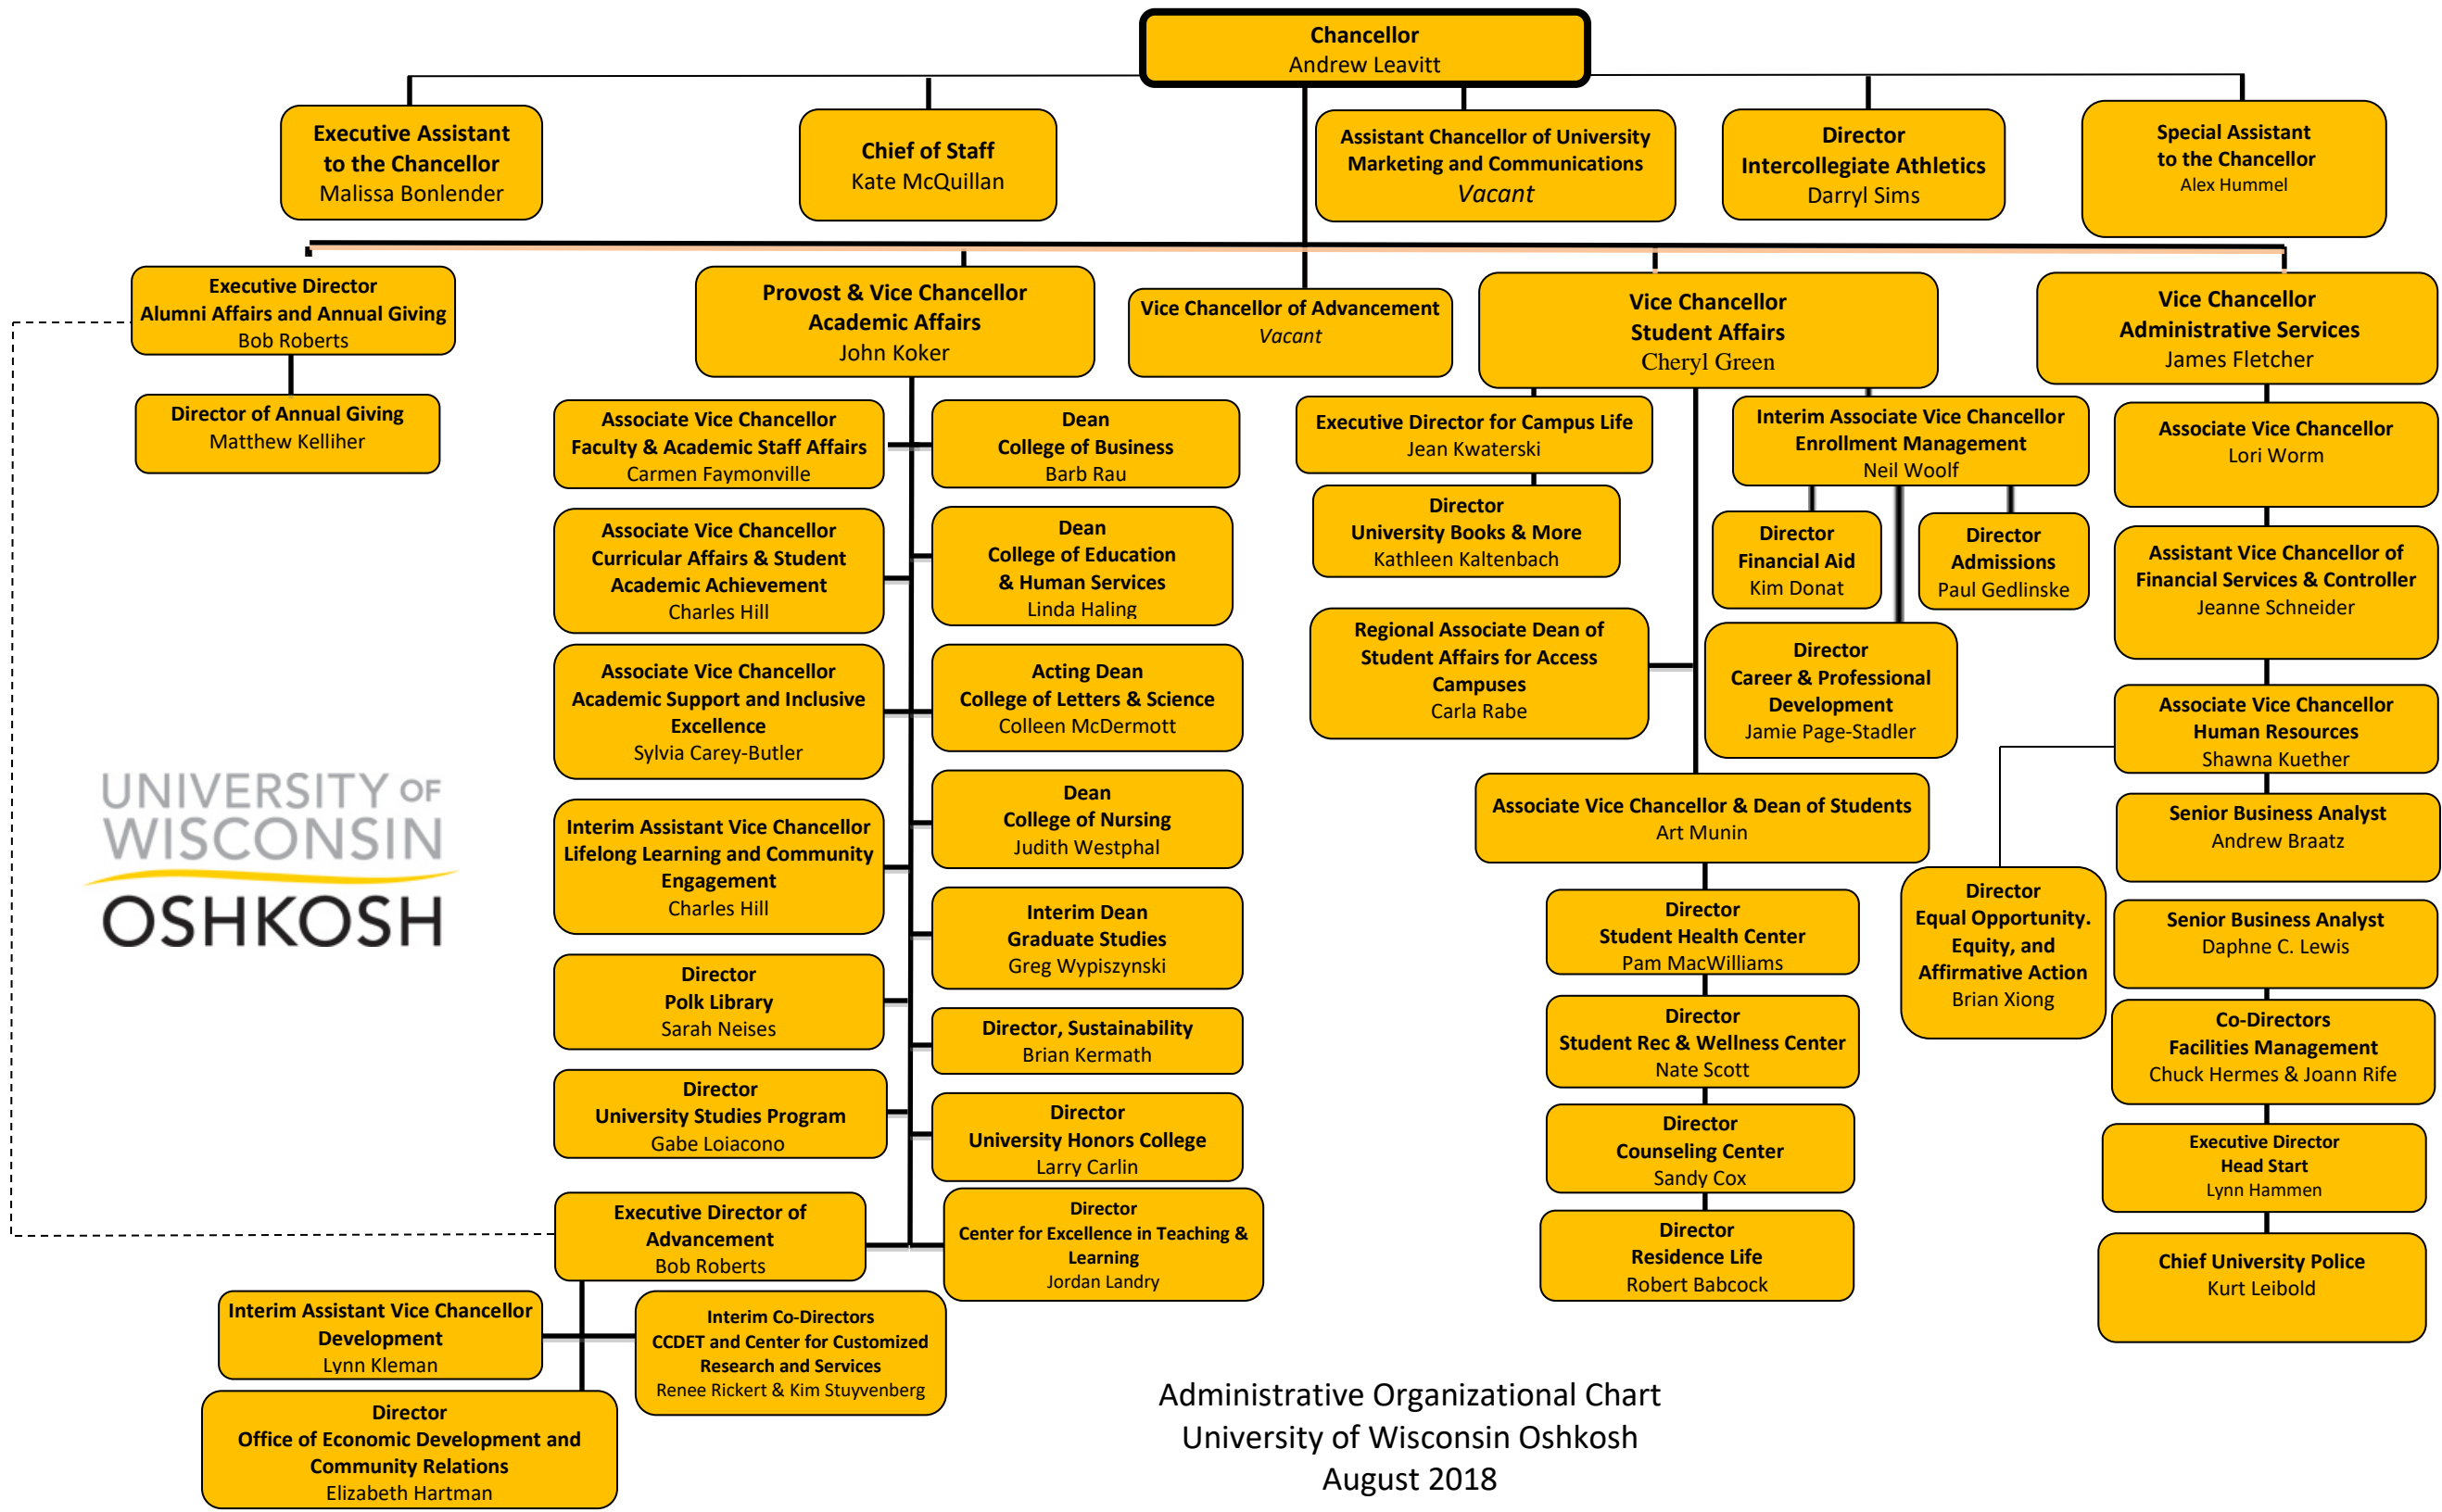 Chancellor
Andrew Leavitt
Executive Assistant
to the Chancellor
Malissa Bonlender
Chief of Staff
Kate McQuillan
Assistant Chancellor of University
Marketing and Communications
Vacant
Director
Intercollegiate Athletics
Darryl Sims
Special Assistant
to the Chancellor
Alex Hummel
Executive Director
Alumni Affairs and Annual Giving
Bob Roberts
Director of Annual Giving
Matthew Kelliher
Provost & Vice Chancellor
Academic Affairs
John Koker
Vice Chancellor of Advancement
Vacant
Vice Chancellor
Student Affairs
Cheryl Green
Vice Chancellor
Administrative Services
James Fletcher
Associate Vice Chancellor
Faculty & Academic Staff Affairs
Carmen Faymonville
Associate Vice Chancellor
Curricular Affairs & Student
Academic Achievement
Charles Hill
Associate Vice Chancellor
Academic Support and Inclusive
Excellence
Sylvia Carey-Butler
Interim Assistant Vice Chancellor
Lifelong Learning and Community
Engagement
Charles Hill
Director
Polk Library
Sarah Neises
Director
University Studies Program
Gabe Loiacono
Executive Director of
Advancement
Bob Roberts
Dean
College of Business
Barb Rau
Dean
College of Education
& Human Services
Linda Haling
Acting Dean
College of Letters & Science
Colleen McDermott
Dean
College of Nursing
Judith Westphal
Interim Dean
Graduate Studies
Greg Wypiszynski
Director, Sustainability
Brian Kermath
Director
University Honors College
Larry Carlin
Director
Center for Excellence in Teaching &
Learning
Jordan Landry
Interim Assistant Vice Chancellor
Development
Lynn Kleman
Interim Co-Directors
CCDET and Center for Customized
Research and Services
Renee Rickert & Kim Stuyvenberg
Director
Office of Economic Development and
Community Relations
Elizabeth Hartman
Executive Director for Campus Life
Jean Kwaterski
Director
University Books & More
Kathleen Kaltenbach
Regional Associate Dean of
Student Affairs for Access
Campuses
Carla Rabe
Interim Associate Vice Chancellor
Enrollment Management
Neil Woolf
Director
Financial Aid
Kim Donat
Director
Admissions
Paul Gedlinske
Director
Career & Professional
Development
Jamie Page-Stadler
Associate Vice Chancellor & Dean of Students
Art Munin
Director
Student Health Center
Pam MacWilliams
Director
Student Rec & Wellness Center
Nate Scott
Director
Counseling Center
Sandy Cox
Director
Residence Life
Robert Babcock
Associate Vice Chancellor
Lori Worm
Assistant Vice Chancellor of
Financial Services & Controller
Jeanne Schneider
Associate Vice Chancellor
Human Resources
Shawna Kuether
Director
Equal Opportunity.
Equity, and
Affirmative Action
Brian Xiong
Senior Business Analyst
Andrew Braatz
Senior Business Analyst
Daphne C. Lewis
Co-Directors
Facilities Management
Chuck Hermes & Joann Rife
Executive Director
Head Start
Lynn Hammen
Chief University Police
Kurt Leibold
UNIVERSITY OF
WISCONSIN
OSHKOSH
Administrative Organizational Chart
University of Wisconsin Oshkosh
August 2018